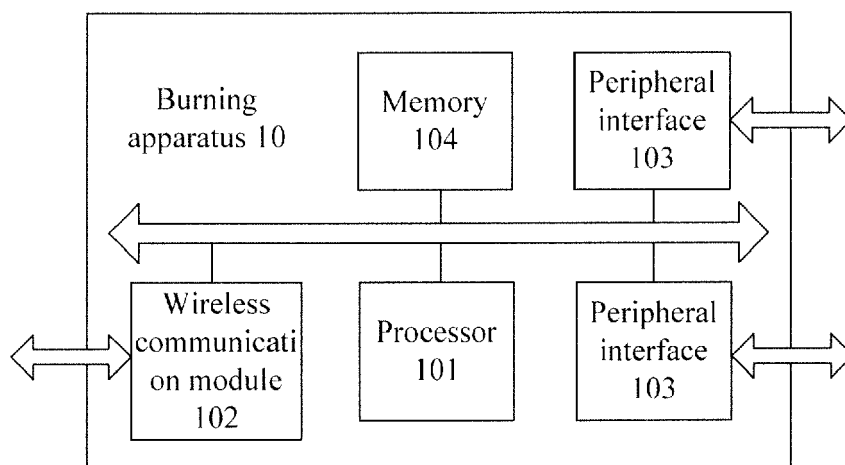 Burning
apparatus 10
Memory
104
Peripheral
interface
103
Wireless
communicati
on module
102
Processor
101
Peripheral
interface
103